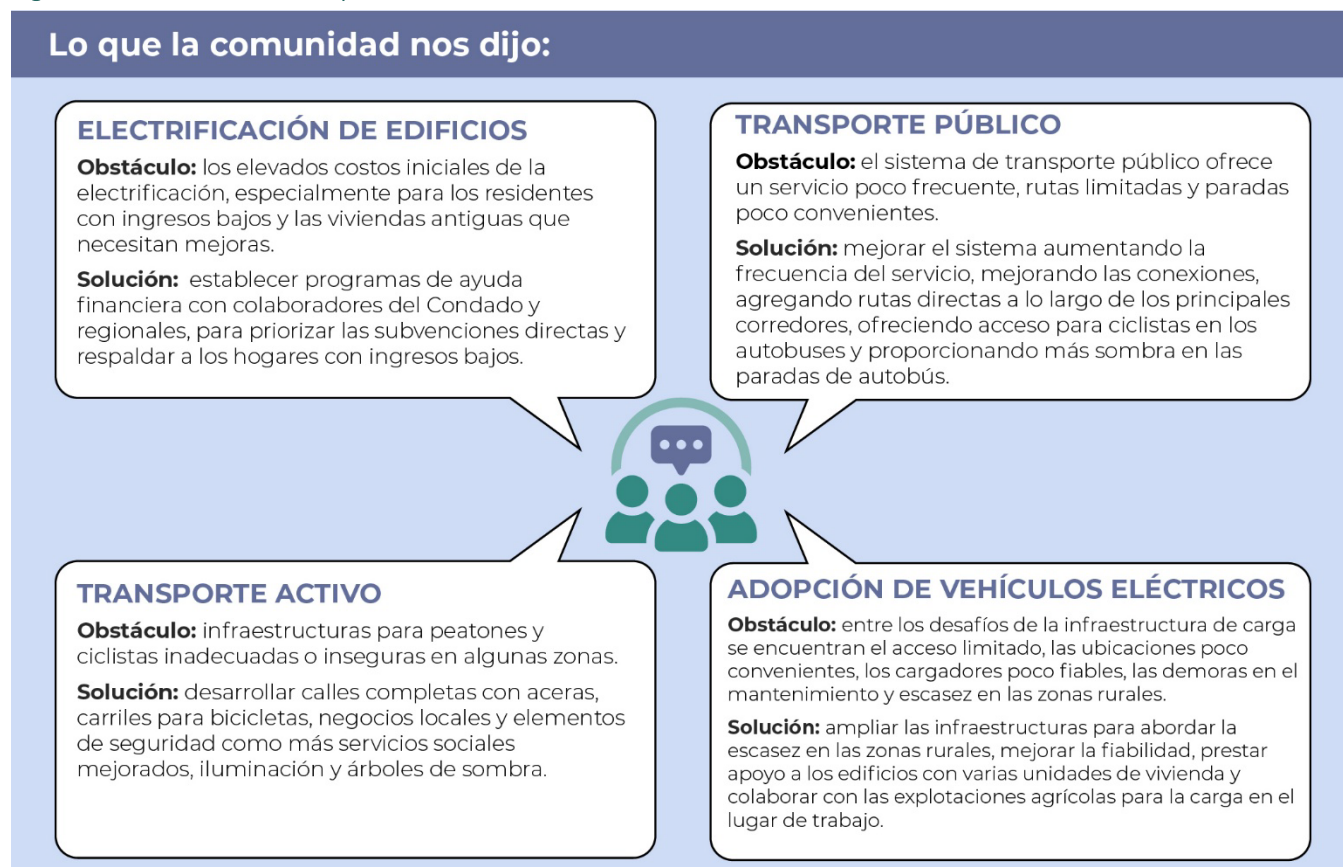 Lo que la comunidad nos dijo:
ELECTRIFICACIÓN DE EDIFICIOS
Obstáculo: los elevados costos iniciales de la
electrificación, especialmente para los residentes
con ingresos bajos y las viviendas antiguas que
necesitan mejoras.
Solución: establecer programas de ayuda
financiera con colaboradores del Condado y
regionales, para priorizar las subvenciones directas y
respaldar a los hogares con ingresos bajos.
TRANSPORTE PÚBLICO
Obstáculo: el sistema de transporte público ofrece
un servicio poco frecuente, rutas limitadas y paradas
poco convenientes.
Solución: mejorar el sistema aumentando la
frecuencia del servicio, mejorando las conexiones,
agregando rutas directas a lo largo de los principales
corredores, ofreciendo acceso para ciclistas en los
autobuses y proporcionando más sombra en las
paradas de autobús.
TRANSPORTE ACTIVO
Obstáculo: infraestructuras para peatones y
ciclistas inadecuadas o inseguras en algunas zonas.
Solución: desarrollar calles completas con aceras,
carriles para bicicletas, negocios locales y elementos
de seguridad como más servicios sociales
mejorados, iluminación y árboles de sombra.
ADOPCIÓN DE VEHÍCULOS ELÉCTRICOS
Obstáculo: entre los desafíos de la infraestructura de carga
se encuentran el acceso limitado, las ubicaciones poco
convenientes, los cargadores poco fiables, las demoras en el
mantenimiento y escasez en las zonas rurales.
Solución: ampliar las infraestructuras para abordar la
escasez en las zonas rurales, mejorar la fiabilidad, prestar
apoyo a los edificios con varias unidades de vivienda y
colaborar con las explotaciones agrícolas para la carga en el
lugar de trabajo.